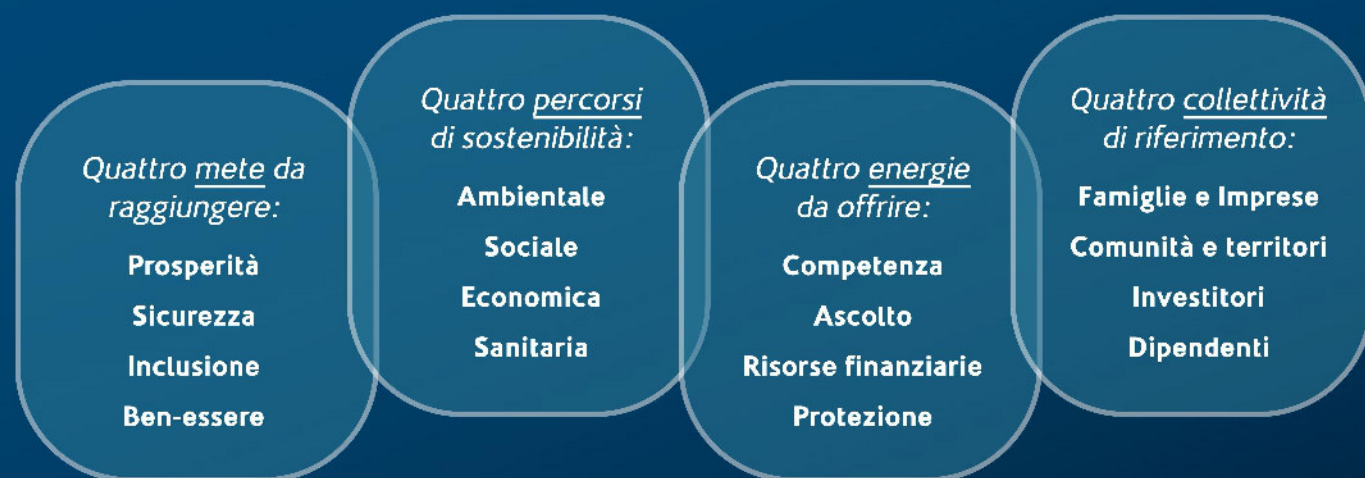 Quattro mete da
raggiungere:
Prosperità
Sicurezza
Inclusione
Ben-essere
Quattro percorsi
di sostenibilità:
Ambientale
Sociale
Economica
Sanitaria
Quattro energie
da offrire:
Competenza
Ascolto
Risorse finanziarie
Protezione
Quattro collettività
di riferimento:
Famiglie e Imprese
Comunità e territori
Investitori
Dipendenti